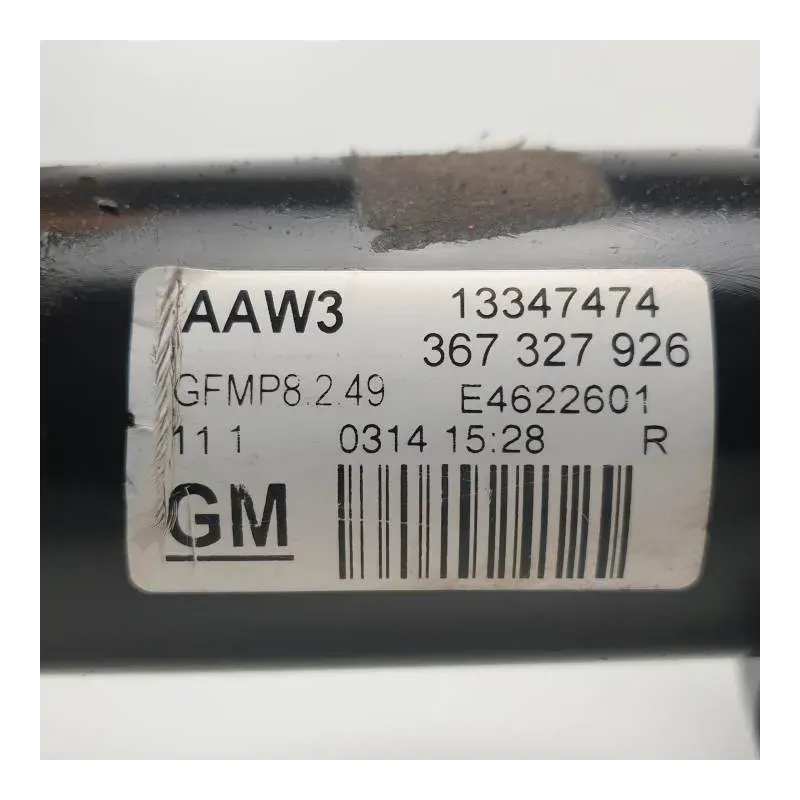 AAW3 13347474
367 327 926
GFMP8.2.49 E4622601
11 1 0314 15:28 R
GM